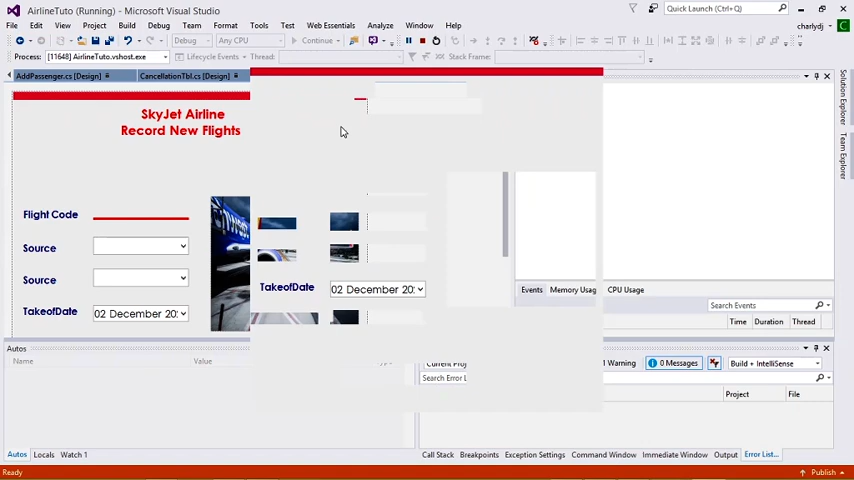 AirlineTuto (Running) - Microsoft Visual Studio
Quick Launch (Ctrl+Q)
File Edit View Project Build Debug Team Format Tools Test Web Essentials Analyze Window Help
charlydj
Debug Any CPU Continue
Process: [11648] AirlineTuto.vshost.exe Lifecycle Events Thread: Stack Frame:
AddPassenger.cs [Design] CancellationTbl.cs [Design]
SkyJet Airline
Record New Flights
Flight Code
Source
Source
TakeofDate 02 December 20
TakeofDate 02 December 20
Events Memory Usag CPU Usage
Search Events
Time Duration Thread
Solution Explorer
Team Explorer
Autos
Name Value
Current Proj 1 Warning 0 Messages Build + IntelliSense
Search Error L
Project File
Autos Locals Watch 1
Call Stack Breakpoints Exception Settings Command Window Immediate Window Output Error List...
Ready
Publish